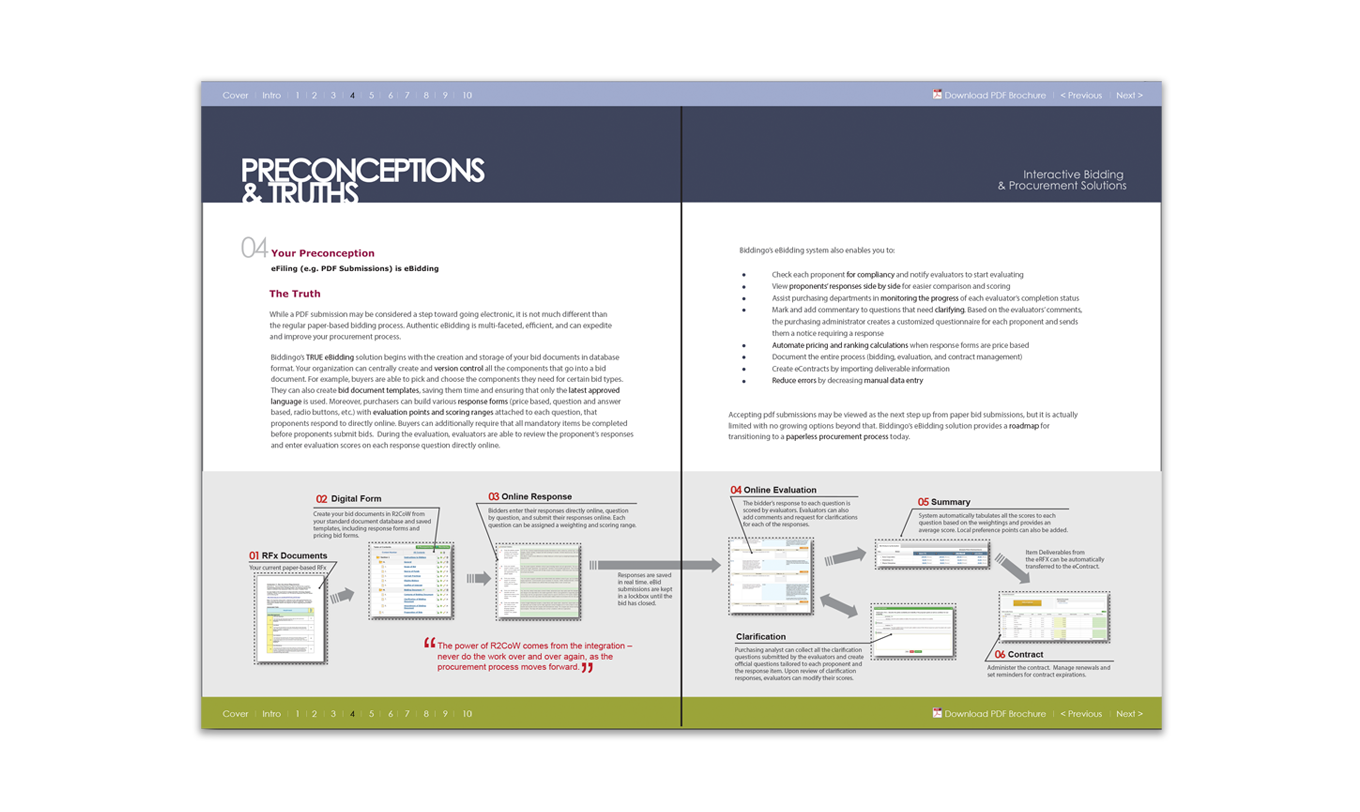 Cover | Intro | 1 | 2 | 3 | 4 | 5 | 6 | 7 | 8 | 9 | 10
Download PDF Brochure | < Previous | Next >
PRECONCEPTIONS
& TRUTHS
Interactive Bidding
& Procurement Solutions
04 Your Preconception
eFiling (e.g. PDF Submissions) is eBidding
The Truth
While a PDF submission may be considered a step toward going electronic, it is not much different than
the regular paper-based bidding process. Authentic eBidding is multi-faceted, efficient, and can expedite
and improve your procurement process.
Biddingo's TRUE eBidding solution begins with the creation and storage of your bid documents in database
format. Your organization can centrally create and version control all the components that go into a bid
document. For example, buyers are able to pick and choose the components they need for certain bid types.
They can also create bid document templates, saving them time and ensuring that only the latest approved
language is used. Moreover, purchasers can build various response forms (price based, question and answer
based, radio buttons, etc.) with evaluation points and scoring ranges attached to each question, that
proponents respond to directly online. Buyers can additionally require that all mandatory items be completed
before proponents submit bids. During the evaluation, evaluators are able to review the proponent's responses
and enter evaluation scores on each response question directly online.
Biddingo's eBidding system also enables you to:
• Check each proponent for compliancy and notify evaluators to start evaluating
• View proponents' responses side by side for easier comparison and scoring
• Assist purchasing departments in monitoring the progress of each evaluator's completion status
• Mark and add commentary to questions that need clarifying. Based on the evaluators' comments,
the purchasing administrator creates a customized questionnaire for each proponent and sends
them a notice requiring a response
• Automate pricing and ranking calculations when response forms are price based
• Document the entire process (bidding, evaluation, and contract management)
• Create eContracts by importing deliverable information
• Reduce errors by decreasing manual data entry
Accepting pdf submissions may be viewed as the next step up from paper bid submissions, but it is actually
limited with no growing options beyond that. Biddingo's eBidding solution provides a roadmap for
transitioning to a paperless procurement process today.
01 RFx Documents
Your current paper-based RFx
02 Digital Form
Create your bid documents in R2CoW from
your standard document database and saved
templates, including response forms and
pricing bid forms.
03 Online Response
Bidders enter their responses directly online, question
by question, and submit their responses online. Each
question can be assigned a weighting and scoring range.
Responses are saved
in real time. eBid
submissions are kept
in a lockbox until the
bid has closed.
“The power of R2CoW comes from the integration –
never do the work over and over again, as the
procurement process moves forward.”
04 Online Evaluation
The bidder's response to each question is
scored by evaluators. Evaluators can also
add comments and request for clarifications
for each of the responses.
05 Summary
System automatically tabulates all the scores to each
question based on the weightings and provides an
average score. Local preference points can also be added.
Item Deliverables from
the eRFX can be automatically
transferred to the eContract.
Clarification
Purchasing analyst can collect all the clarification
questions submitted by the evaluators and create
official questions tailored to each proponent and
the response item. Upon review of clarification
responses, evaluators can modify their scores.
06 Contract
Administer the contract. Manage renewals and
set reminders for contract expirations.
Cover | Intro | 1 | 2 | 3 | 4 | 5 | 6 | 7 | 8 | 9 | 10
Download PDF Brochure | < Previous | Next >